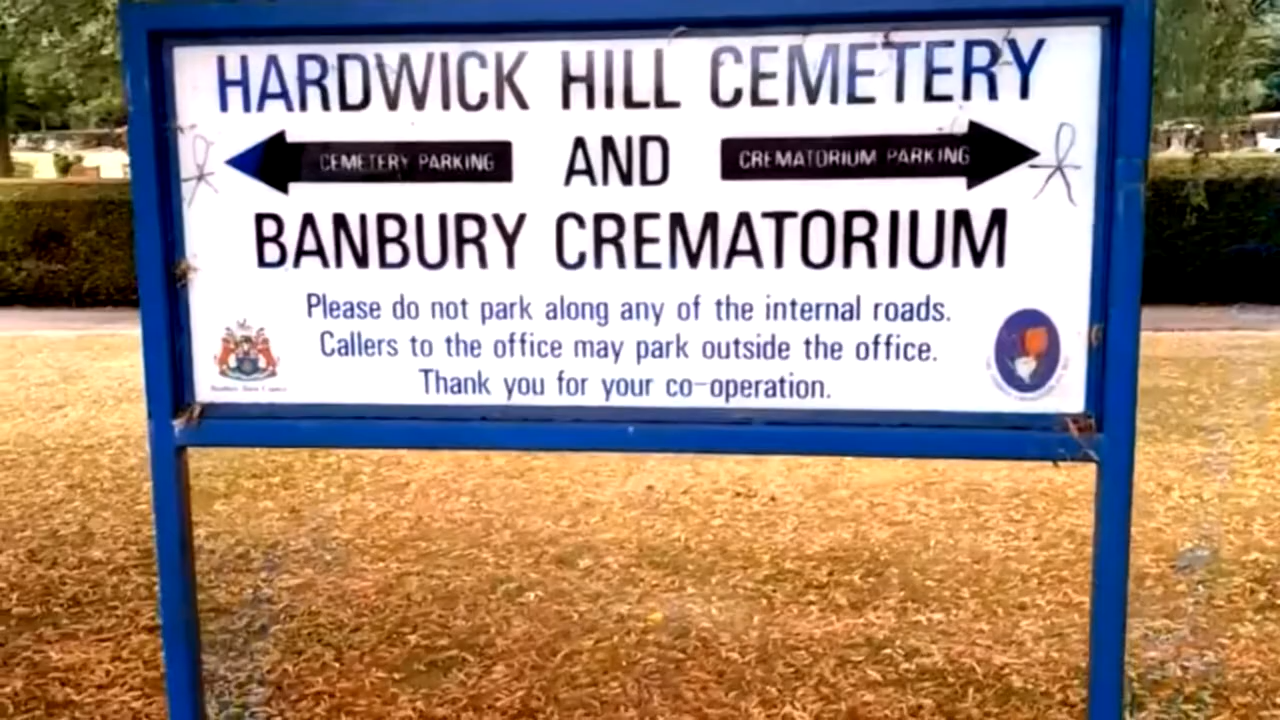 HARDWICK HILL CEMETERY
CEMETERY PARKING AND CREMATORIUM PARKING
BANBURY CREMATORIUM
Please do not park along any of the internal roads.
Callers to the office may park outside the office.
Thank you for your co-operation.